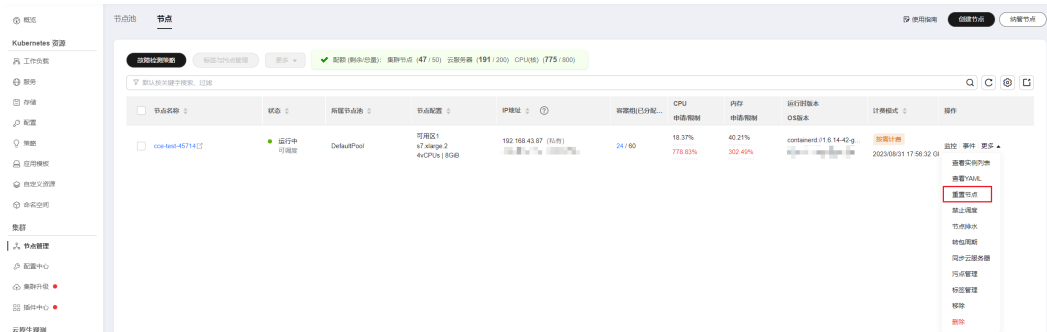 概览
Kubernetes 资源
工作负载
服务
存储
配置
策略
应用模板
自定义资源
命名空间
集群
节点管理
配置中心
集群升级
插件中心
云原生观测
节点池 节点
使用指南 创建节点 纳管节点
故障检测策略 标签与污点管理 更多
配额 (剩余/总量): 集群节点 (47 / 50) 云服务器 (191 / 200) CPU(核) (775 / 800)
默认按关键字搜索、过滤
节点名称 状态 所属节点池 节点配置 IP地址 容器组(已分配... CPU 申请/限制 内存 申请/限制 运行时版本 OS版本 计费模式 操作
cce-test-45714
运行中
可调度
DefaultPool
可用区1
s7.xlarge.2
4vCPUs | 8GiB
192.168.43.87 (私有)
24 / 60
18.37%
778.83%
40.21%
302.49%
containerd://1.6.14-42-g...
按需计费
2023/08/31 17:56:32 G
监控 事件 更多
查看实例列表
查看YAML
重置节点
禁止调度
节点排水
转包周期
同步云服务器
污点管理
标签管理
移除
删除